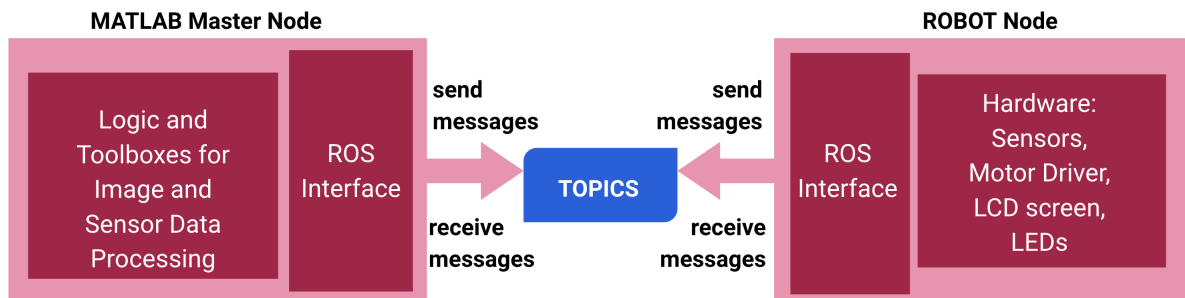 MATLAB Master Node
Logic and
Toolboxes for
Image and
Sensor Data
Processing
ROS
Interface
send
messages
receive
messages
TOPICS
send
messages
receive
messages
ROBOT Node
ROS
Interface
Hardware:
Sensors,
Motor Driver,
LCD screen,
LEDs